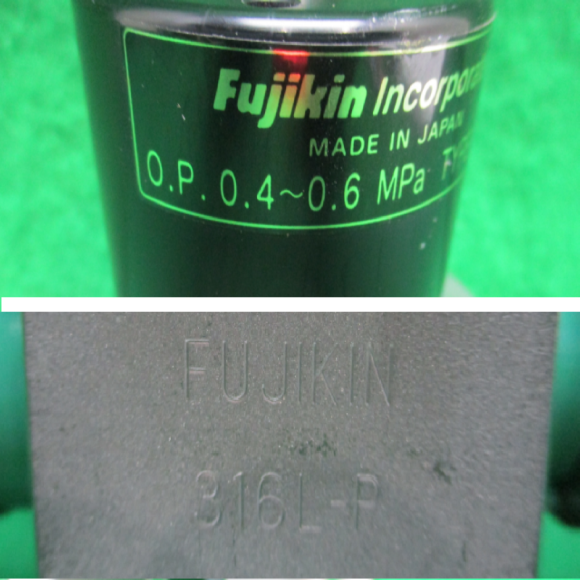 Fujikin Incorpora
MADE IN JAPAN
O.P. 0.4~0.6 MPa
FUJIKIN
316L-P